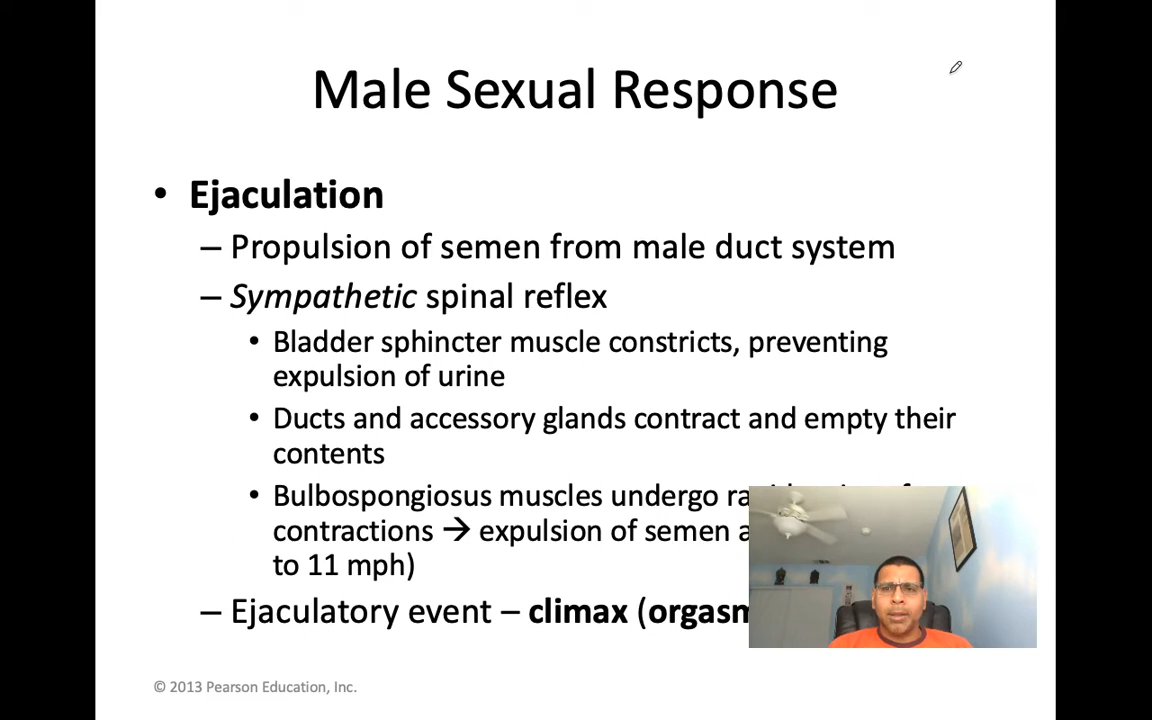 Male Sexual Response
• Ejaculation
– Propulsion of semen from male duct system
– Sympathetic spinal reflex
• Bladder sphincter muscle constricts, preventing
expulsion of urine
• Ducts and accessory glands contract and empty their
contents
• Bulbospongiosus muscles undergo
contractions → expulsion of semen
to 11 mph)
– Ejaculatory event – climax (orgasm
© 2013 Pearson Education, Inc.